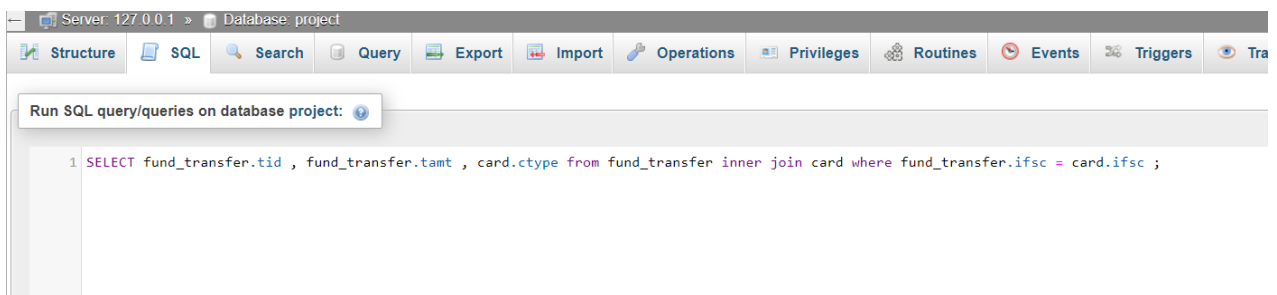 ← Server: 127.0.0.1 » Database: project
Structure SQL Search Query Export Import Operations Privileges Routines Events Triggers Tra
Run SQL query/queries on database project:
1 SELECT fund_transfer.tid , fund_transfer.tamt , card.ctype from fund_transfer inner join card where fund_transfer.ifsc = card.ifsc ;